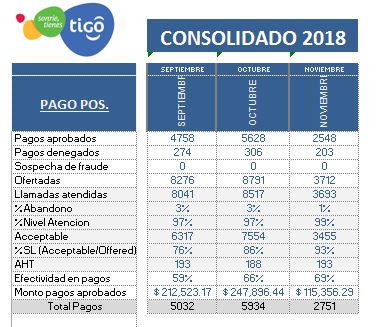 sonríe,
tienes
tigo
CONSOLIDADO 2018
SEPTIEMBRE OCTUBRE NOVIEMBRE
PAGO POS. SEPTIEMBRE OCTUBRE NOVIEMBRE
Pagos aprobados 4758 5628 2548
Pagos denegados 274 306 203
Sospecha de fraude 0 0 0
Ofertadas 8276 8791 3712
Llamadas atendidas 8041 8517 3693
%Abandono 3% 3% 1%
%Nivel Atencion 97% 97% 99%
Acceptable 6317 7554 3455
%SL (Acceptable/Offered) 76% 86% 93%
AHT 193 188 193
Efectividad en pagos 59% 66% 69%
Monto pagos aprobados $ 212,523.17 $ 247,896.44 $ 115,356.29
Total Pagos 5032 5934 2751